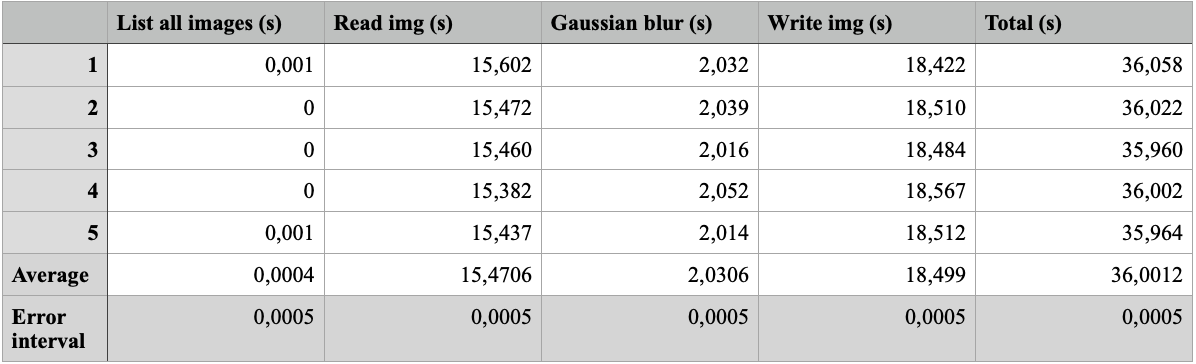 List all images (s) Read img (s) Gaussian blur (s) Write img (s) Total (s)
1 0,001 15,602 2,032 18,422 36,058
2 0 15,472 2,039 18,510 36,022
3 0 15,460 2,016 18,484 35,960
4 0 15,382 2,052 18,567 36,002
5 0,001 15,437 2,014 18,512 35,964
Average 0,0004 15,4706 2,0306 18,499 36,0012
Error 0,0005 0,0005 0,0005 0,0005 0,0005
interval